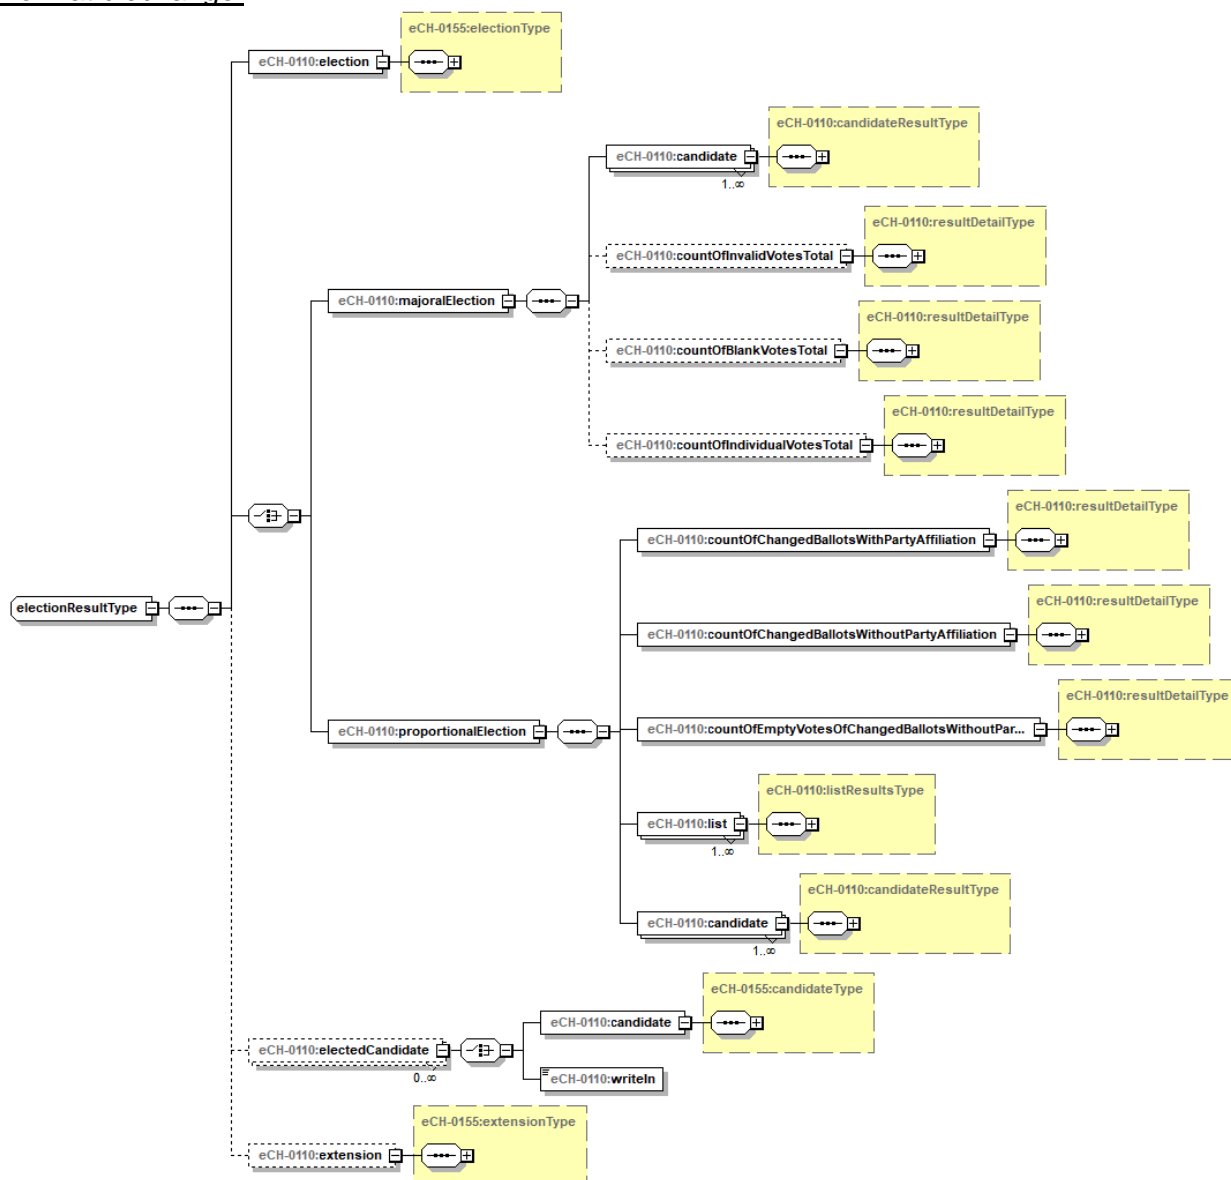 eCH-0155:electionType
eCH-0110:election
eCH-0110:candidateResultType
eCH-0110:candidate
1..∞
eCH-0110:resultDetailType
eCH-0110:countOfInvalidVotesTotal
eCH-0110:majoralElection
eCH-0110:resultDetailType
eCH-0110:countOfBlankVotesTotal
eCH-0110:resultDetailType
eCH-0110:countOfIndividualVotesTotal
eCH-0110:resultDetailType
eCH-0110:countOfChangedBallotsWithPartyAffiliation
electionResultType
eCH-0110:resultDetailType
eCH-0110:countOfChangedBallotsWithoutPartyAffiliation
eCH-0110:resultDetailType
eCH-0110:proportionalElection
eCH-0110:countOfEmptyVotesOfChangedBallotsWithoutPar...
eCH-0110:listResultsType
eCH-0110:list
1..∞
eCH-0110:candidateResultType
eCH-0110:candidate
1..∞
eCH-0155:candidateType
eCH-0110:electedCandidate
0..∞
eCH-0110:candidate
eCH-0110:writeIn
eCH-0155:extensionType
eCH-0110:extension